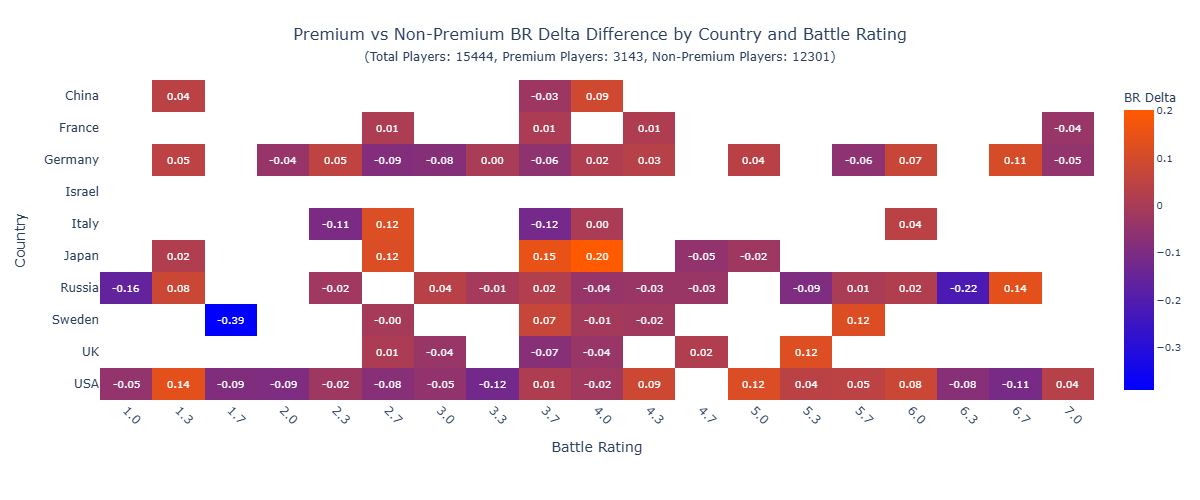 Premium vs Non-Premium BR Delta Difference by Country and Battle Rating
(Total Players: 15444, Premium Players: 3143, Non-Premium Players: 12301)
BR Delta
China 0.04 -0.03 0.09
France 0.01 0.01 0.01 -0.04
Germany 0.05 -0.04 0.05 -0.09 -0.08 0.00 -0.06 0.02 0.03 0.04 -0.06 0.07 0.11 -0.05
Israel
Italy -0.11 0.12 -0.12 0.00 0.04
Japan 0.02 0.12 0.15 0.20 -0.05 -0.02
Russia -0.16 0.08 -0.02 0.04 -0.01 0.02 -0.04 -0.03 -0.03 -0.09 0.01 0.02 -0.22 0.14
Sweden -0.39 -0.00 0.07 -0.01 -0.02 0.12
UK 0.01 -0.04 -0.07 -0.04 0.02 0.12
USA -0.05 0.14 -0.09 -0.09 -0.02 -0.08 -0.05 -0.12 0.01 -0.02 0.09 0.12 0.04 0.05 0.08 -0.08 -0.11 0.04
1.0 1.3 1.7 2.0 2.3 2.7 3.0 3.3 3.7 4.0 4.3 4.7 5.0 5.3 5.7 6.0 6.3 6.7 7.0
Battle Rating
Country
0.2
0.1
0
−0.1
−0.2
−0.3